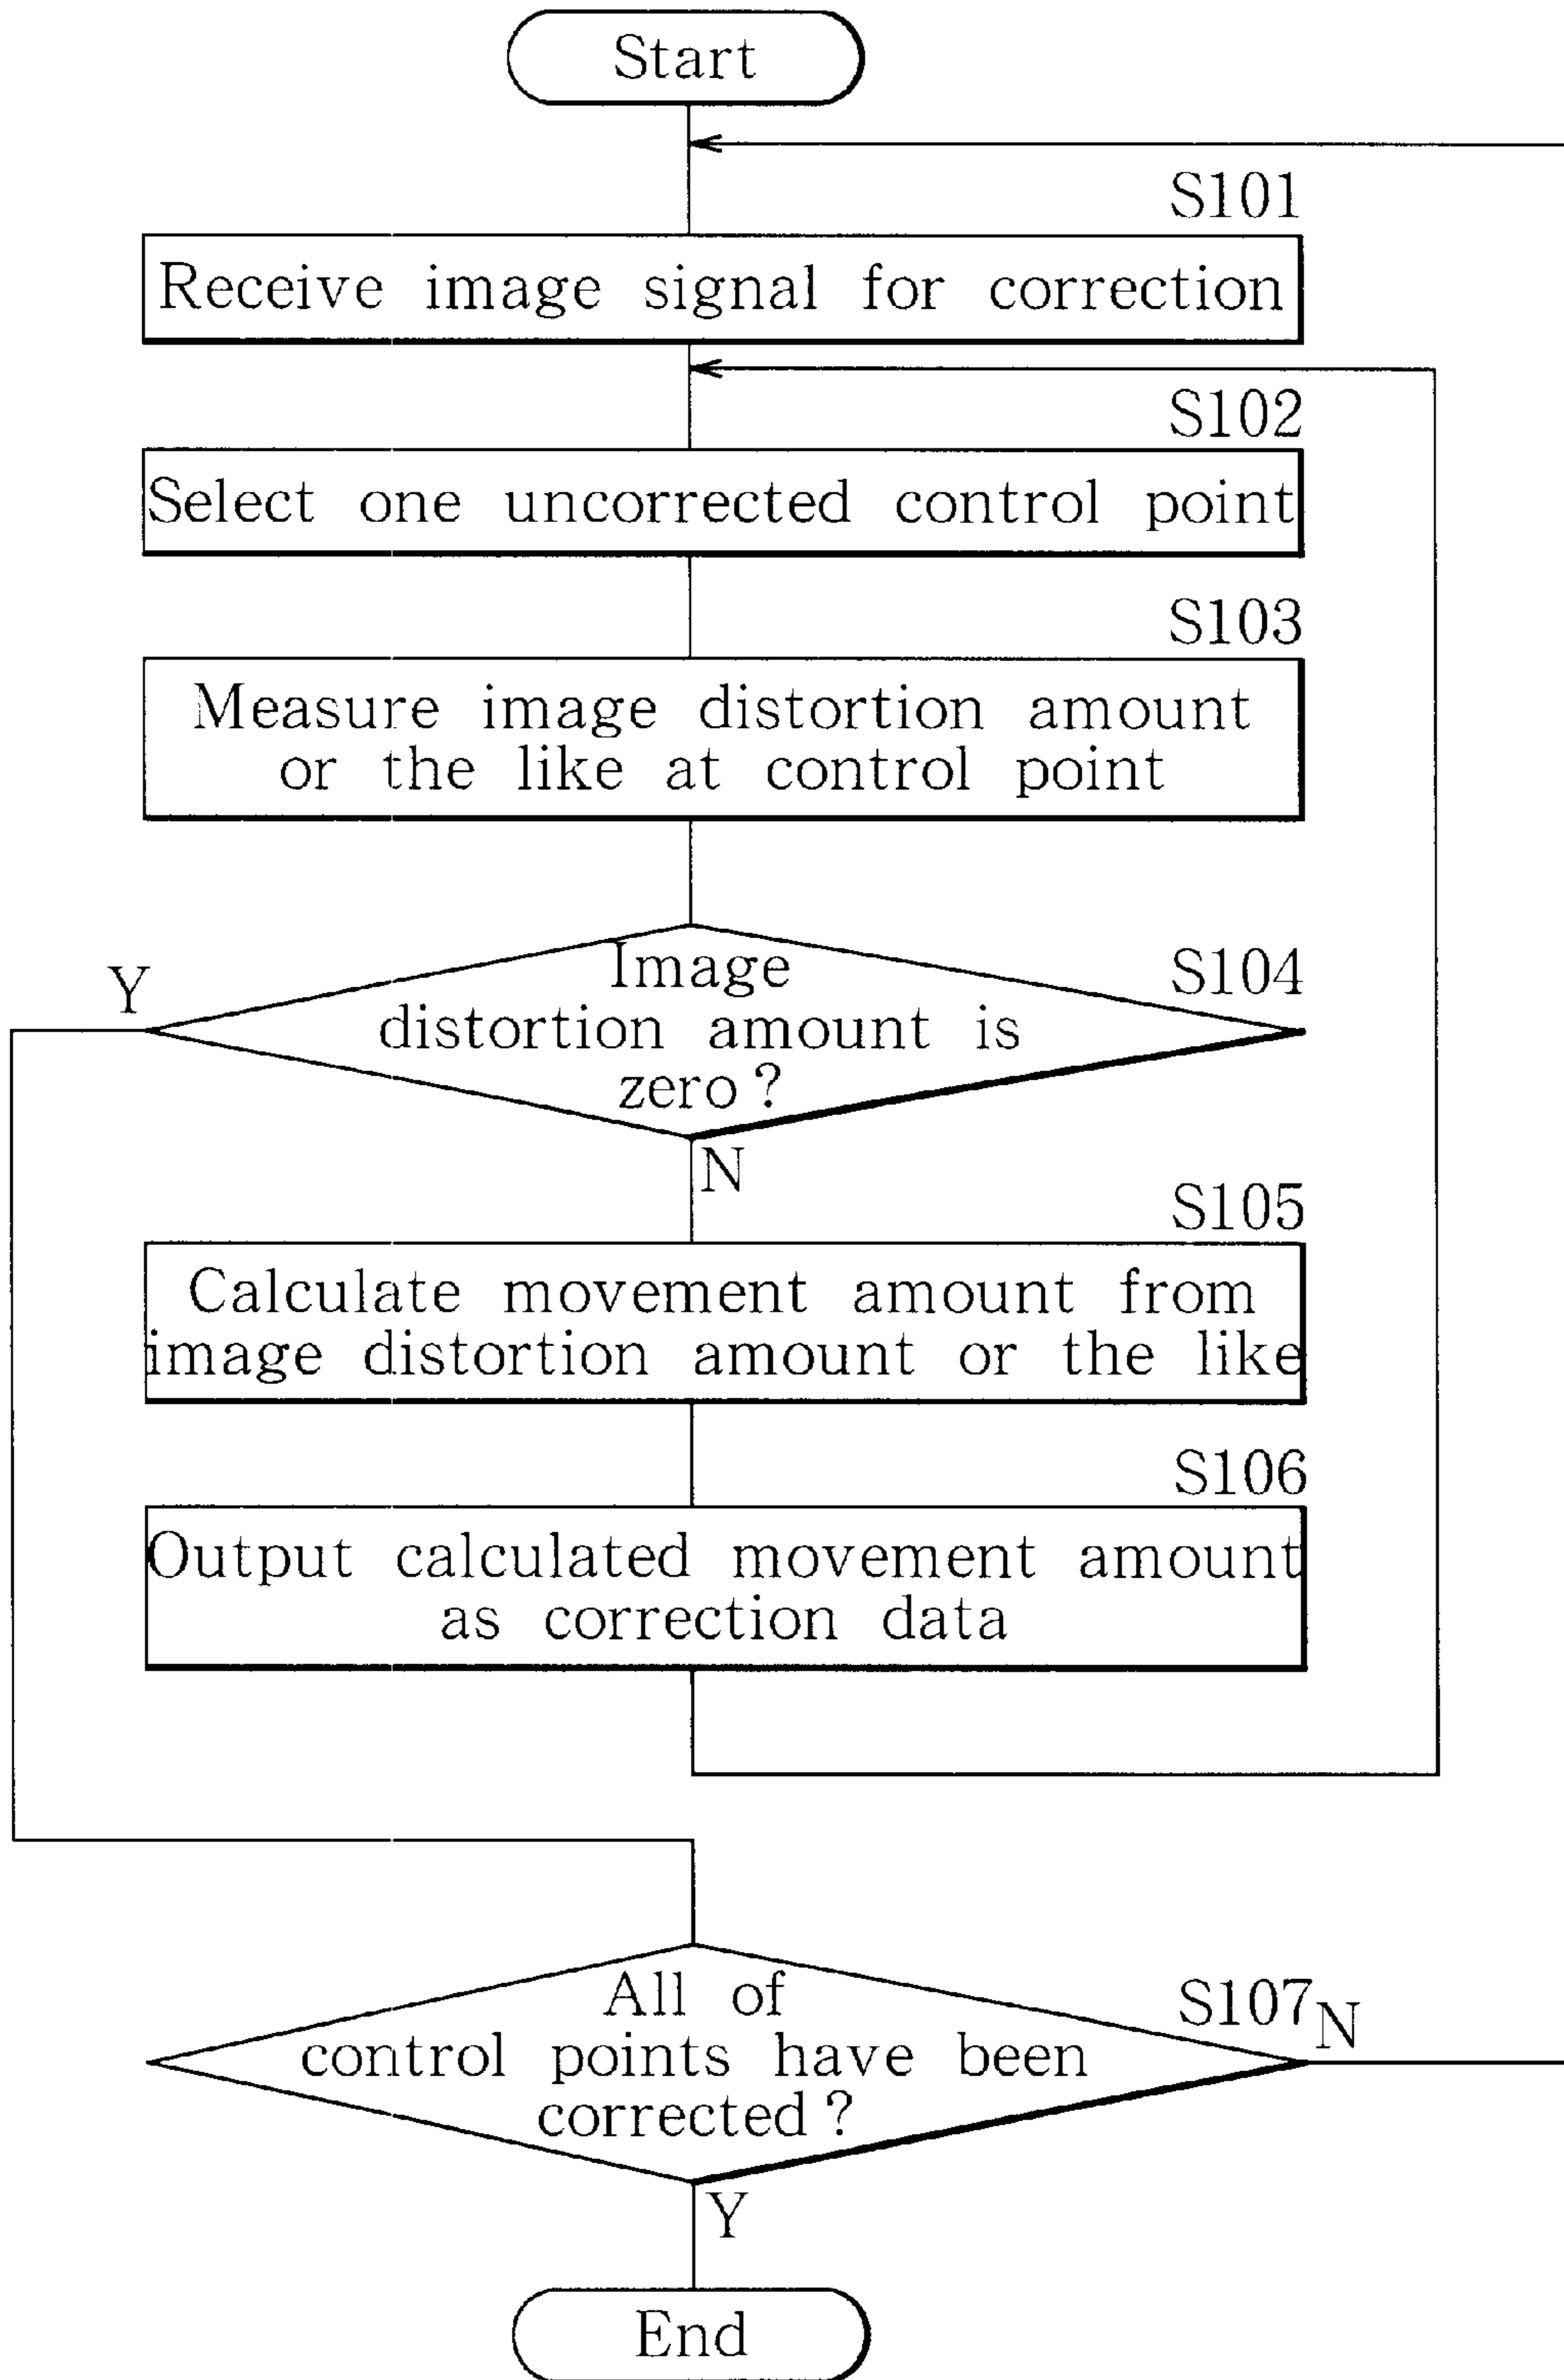 Start
S101
Receive image signal for correction
S102
Select one uncorrected control point
S103
Measure image distortion amount
or the like at control point
S104
Y
Image
distortion amount is
zero?
N
S105
Calculate movement amount from
image distortion amount or the like
S106
Output calculated movement amount
as correction data
S107
N
All of
control points have been
corrected?
Y
End